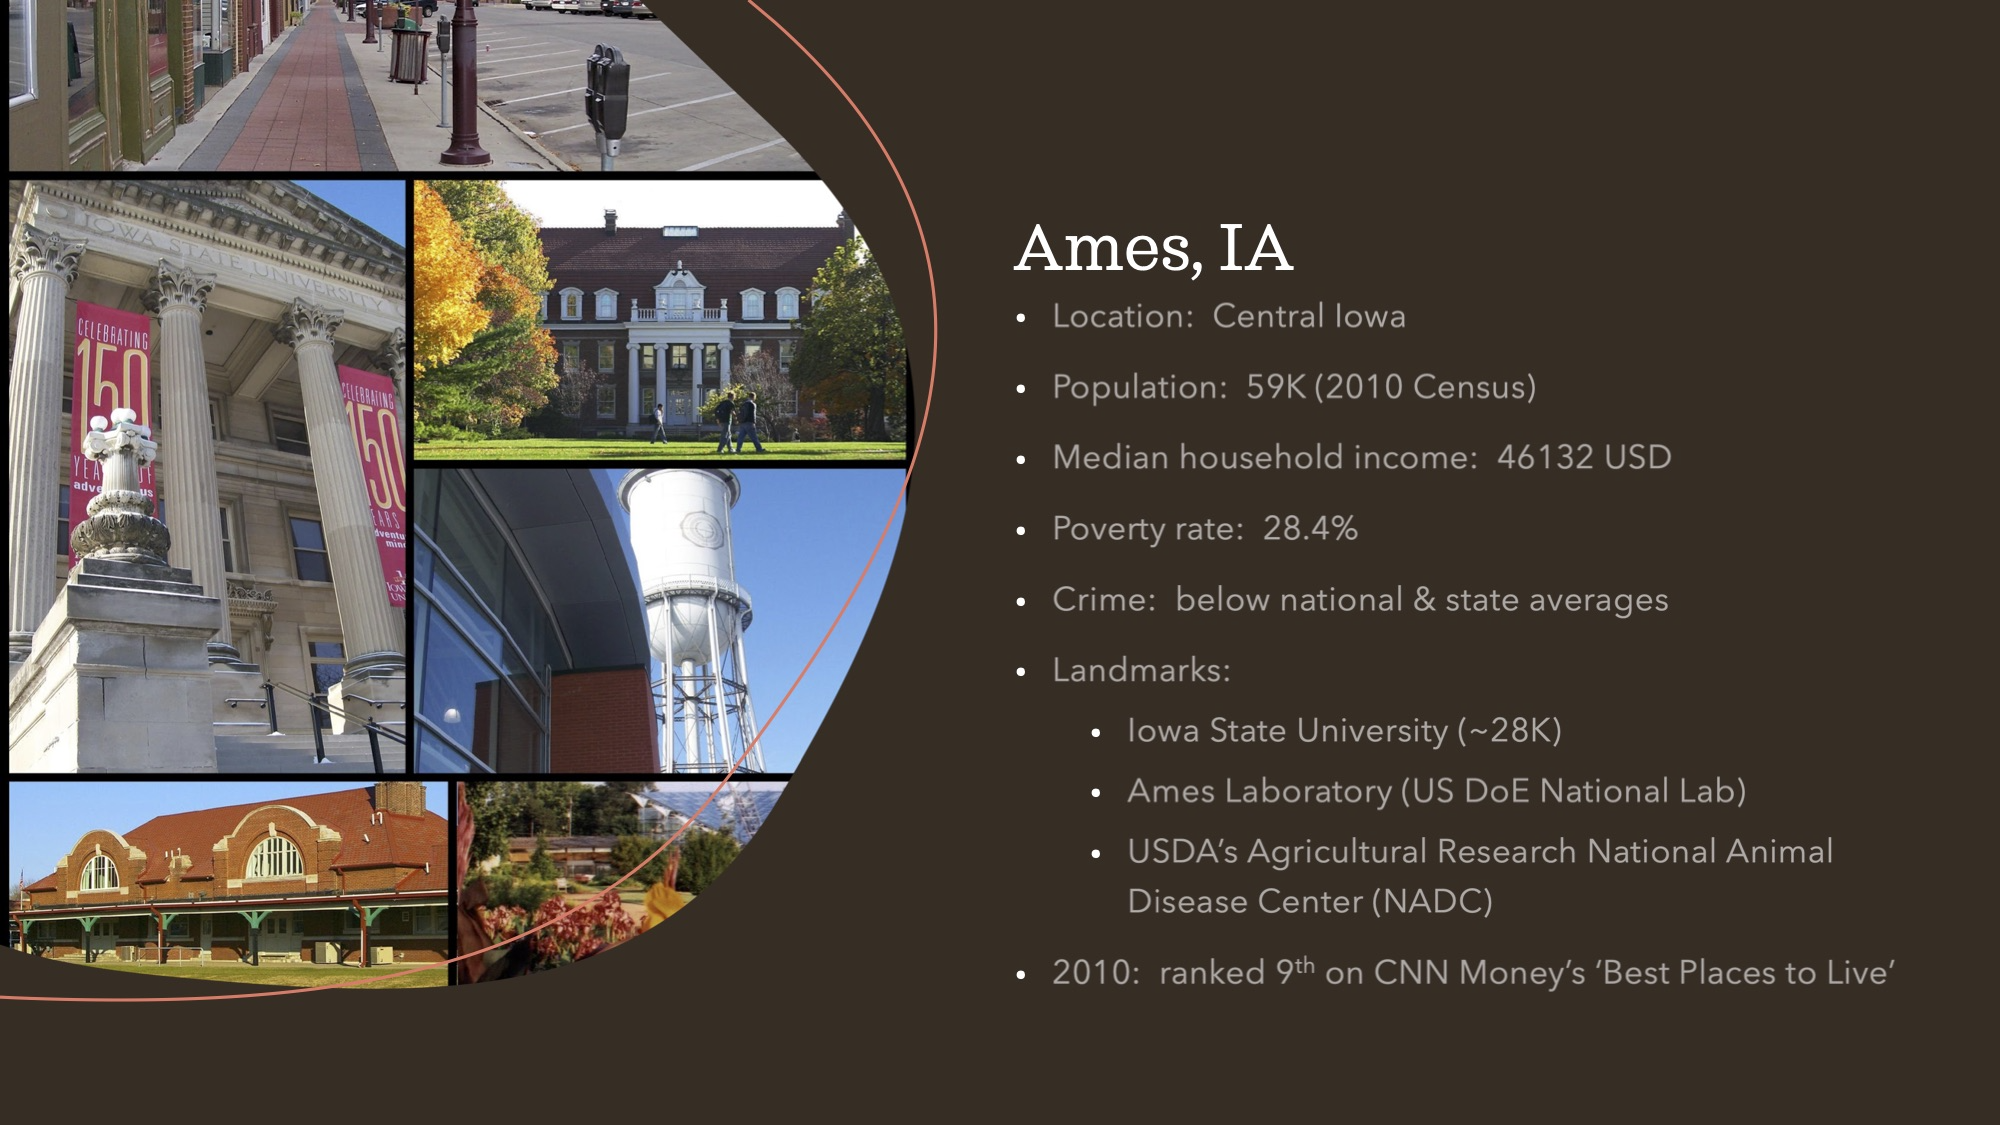 IOWA STATE UNIVERSITY
CELEBRATING
150
CELEBRATING
150
Ames, IA
• Location:  Central Iowa
• Population:  59K (2010 Census)
• Median household income:  46132 USD
• Poverty rate:  28.4%
• Crime:  below national & state averages
• Landmarks:
• Iowa State University (~28K)
• Ames Laboratory (US DoE National Lab)
• USDA’s Agricultural Research National Animal
Disease Center (NADC)
• 2010:  ranked 9th on CNN Money’s ‘Best Places to Live’